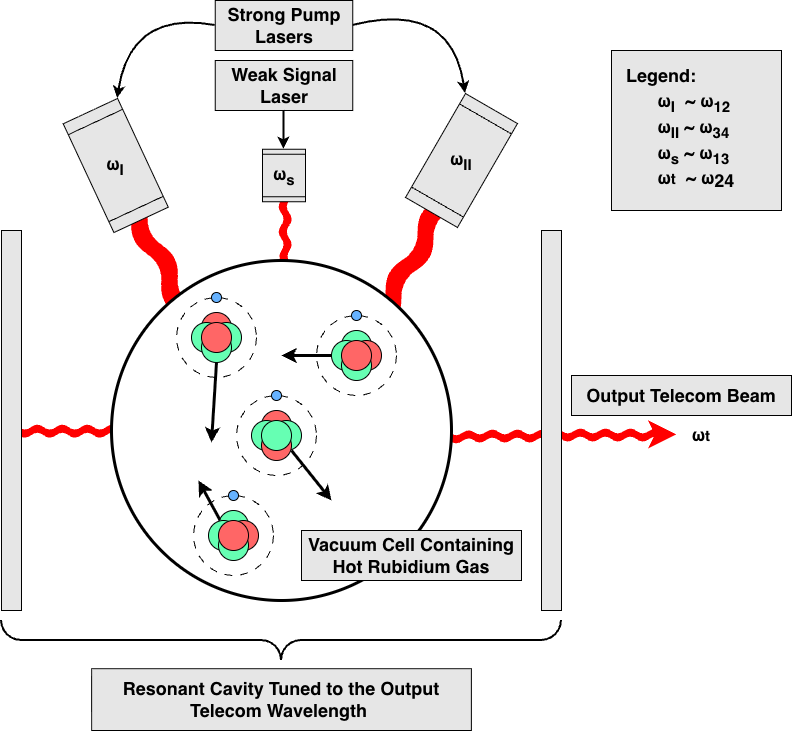 Strong Pump
Lasers
Weak Signal
Laser
Legend:
ωI ~ ω12
ωII ~ ω34
ωs ~ ω13
ωt ~ ω24
ωI
ωs
ωII
Output Telecom Beam
ωt
Vacuum Cell Containing
Hot Rubidium Gas
Resonant Cavity Tuned to the Output
Telecom Wavelength